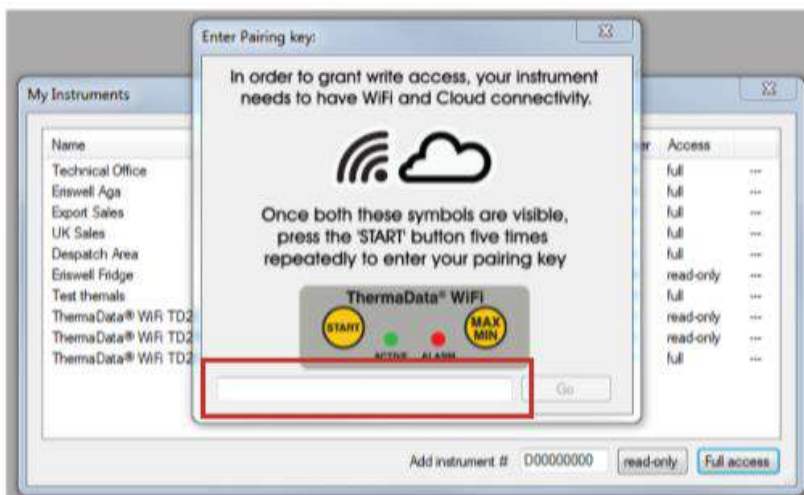 Enter Pairing key:
In order to grant write access, your instrument
needs to have WiFi and Cloud connectivity.
Once both these symbols are visible,
press the 'START' button five times
repeatedly to enter your pairing key
ThermaData® WiFi
START
MAX
MIN
ACTIVE ALARM
Go
My Instruments
Name
er Access
Technical Office full ...
Eriswell Aga full ...
Export Sales full ...
UK Sales full ...
Despatch Area full ...
Eriswell Fridge read-only ...
Test themals full ...
ThermaData® WiFi TD2 read-only ...
ThermaData® WiFi TD2 read-only ...
ThermaData® WiFi TD2 full ...
Add instrument # D00000000 read-only Full access